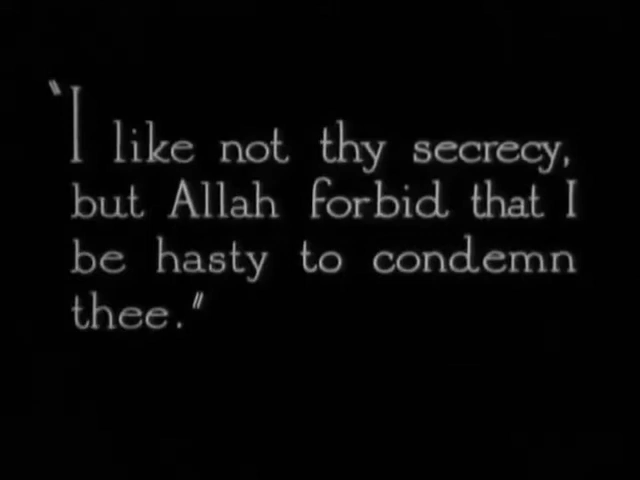 "I like not thy secrecy,
but Allah forbid that I
be hasty to condemn
thee."